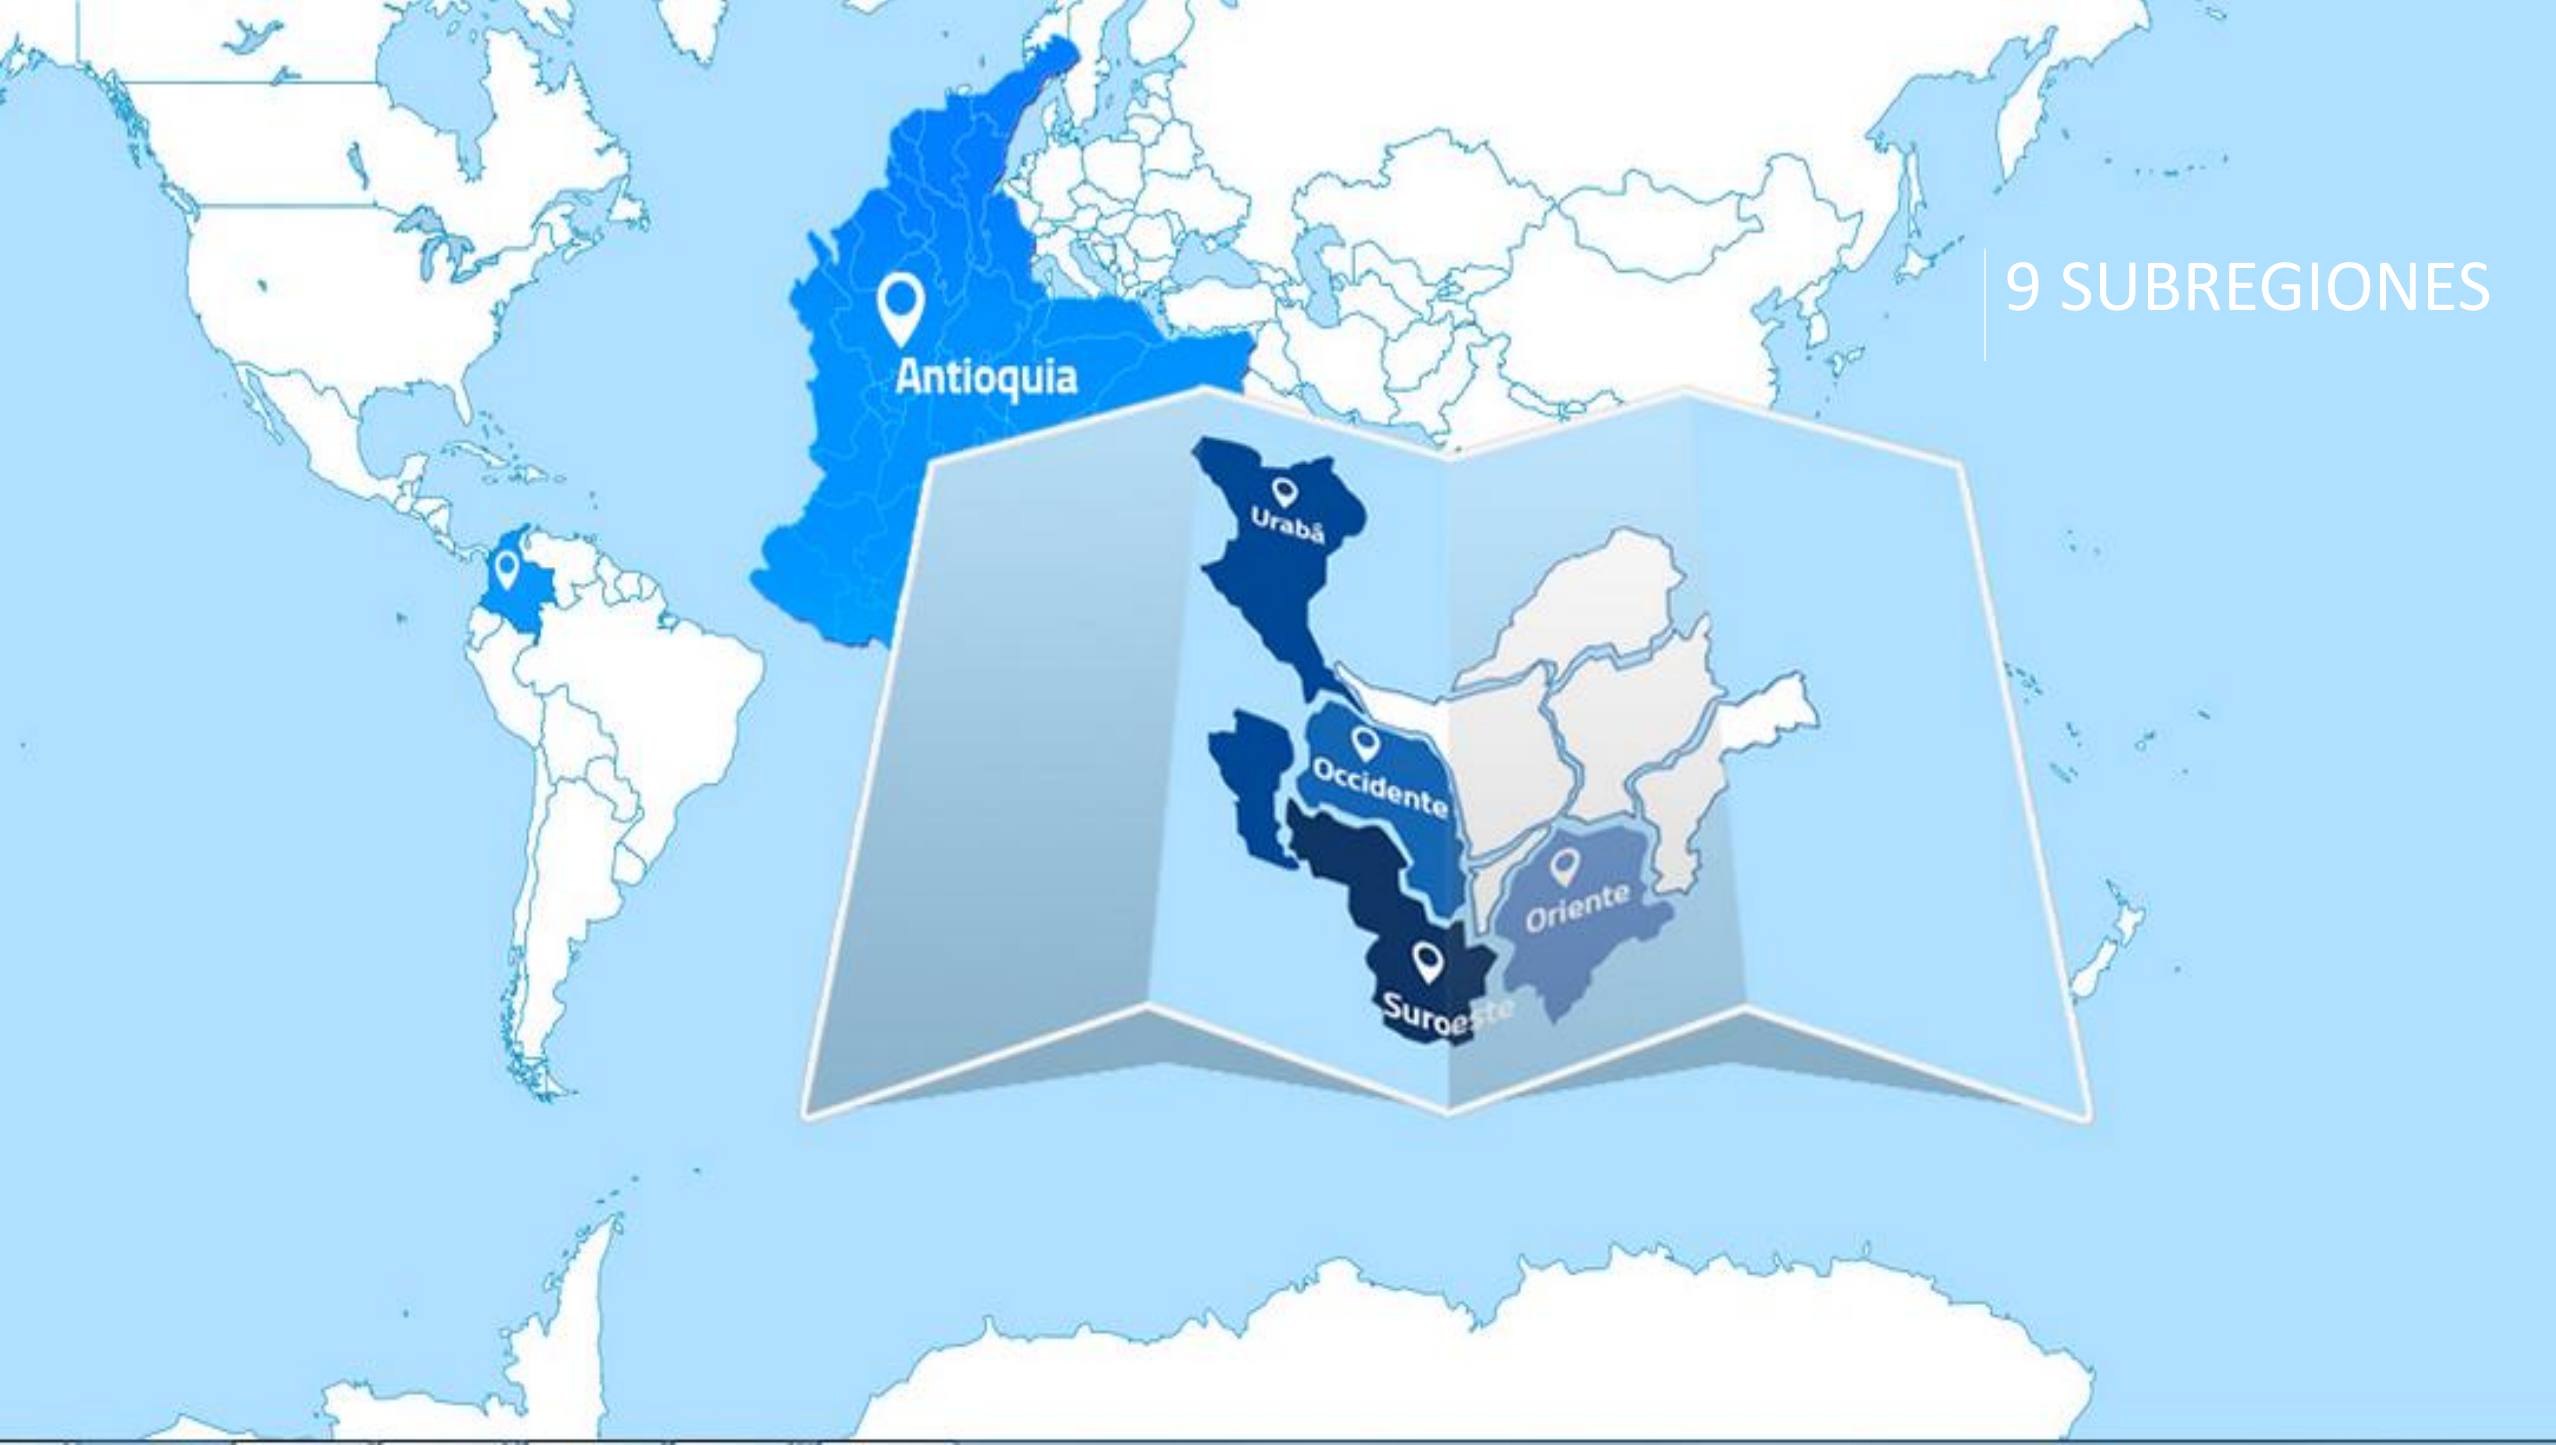 9 SUBREGIONES
Antioquia
Urabá
Occidente
Oriente
Suroeste